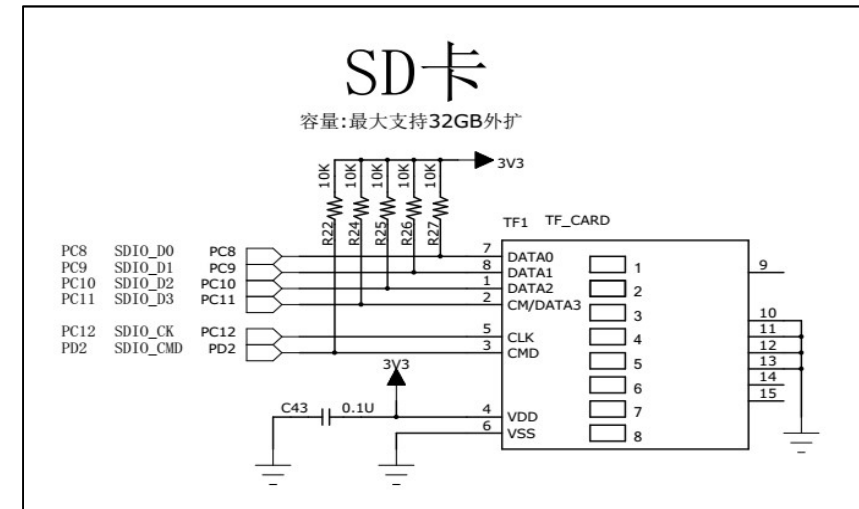 SD卡
容量:最大支持32GB外扩
3V3
10K 10K 10K 10K 10K
R22 R24 R25 R26 R27
TF1 TF_CARD
PC8 SDIO_D0 PC8 7 DATA0
PC9 SDIO_D1 PC9 8 DATA1
PC10 SDIO_D2 PC10 1 DATA2
PC11 SDIO_D3 PC11 2 CM/DATA3
PC12 SDIO_CK PC12 5 CLK
PD2 SDIO_CMD PD2 3 CMD
3V3
C43 0.1U 4 VDD
6 VSS
1
2
3
4
5
6
7
8
9
10
11
12
13
14
15